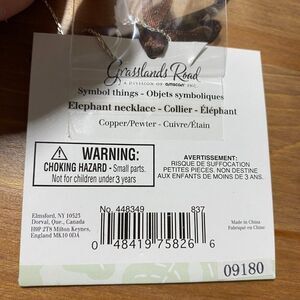 Grasslands Road
A DIVISION OF amscan INC.
Symbol things - Objets symboliques
Elephant necklace - Collier - Éléphant
Copper/Pewter - Cuivre/Étain
WARNING:
CHOKING HAZARD - Small parts.
Not for children under 3 years
AVERTISSEMENT:
RISQUE DE SUFFOCATION
PETITES PIECES. NON DESTINE
AUX ENFANTS DE MOINS DE 3 ANS.
Elmsford, NY 10523
Dorval, Que., Canada
H9P 2T8 Milton Keynes,
England MK10 0DA
No. 448349 837
0 48419 75826 6
Made in China
Fabriqué en Chine
09180